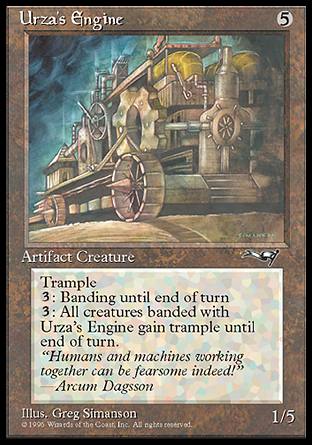 Urza's Engine 5
SIMANSON
Artifact Creature
Trample
3: Banding until end of turn
3: All creatures banded with
Urza's Engine gain trample until
end of turn.
"Humans and machines working
together can be fearsome indeed!"
—Arcum Dagsson
Illus. Greg Simanson
1/5
© 1996 Wizards of the Coast, Inc. All rights reserved.